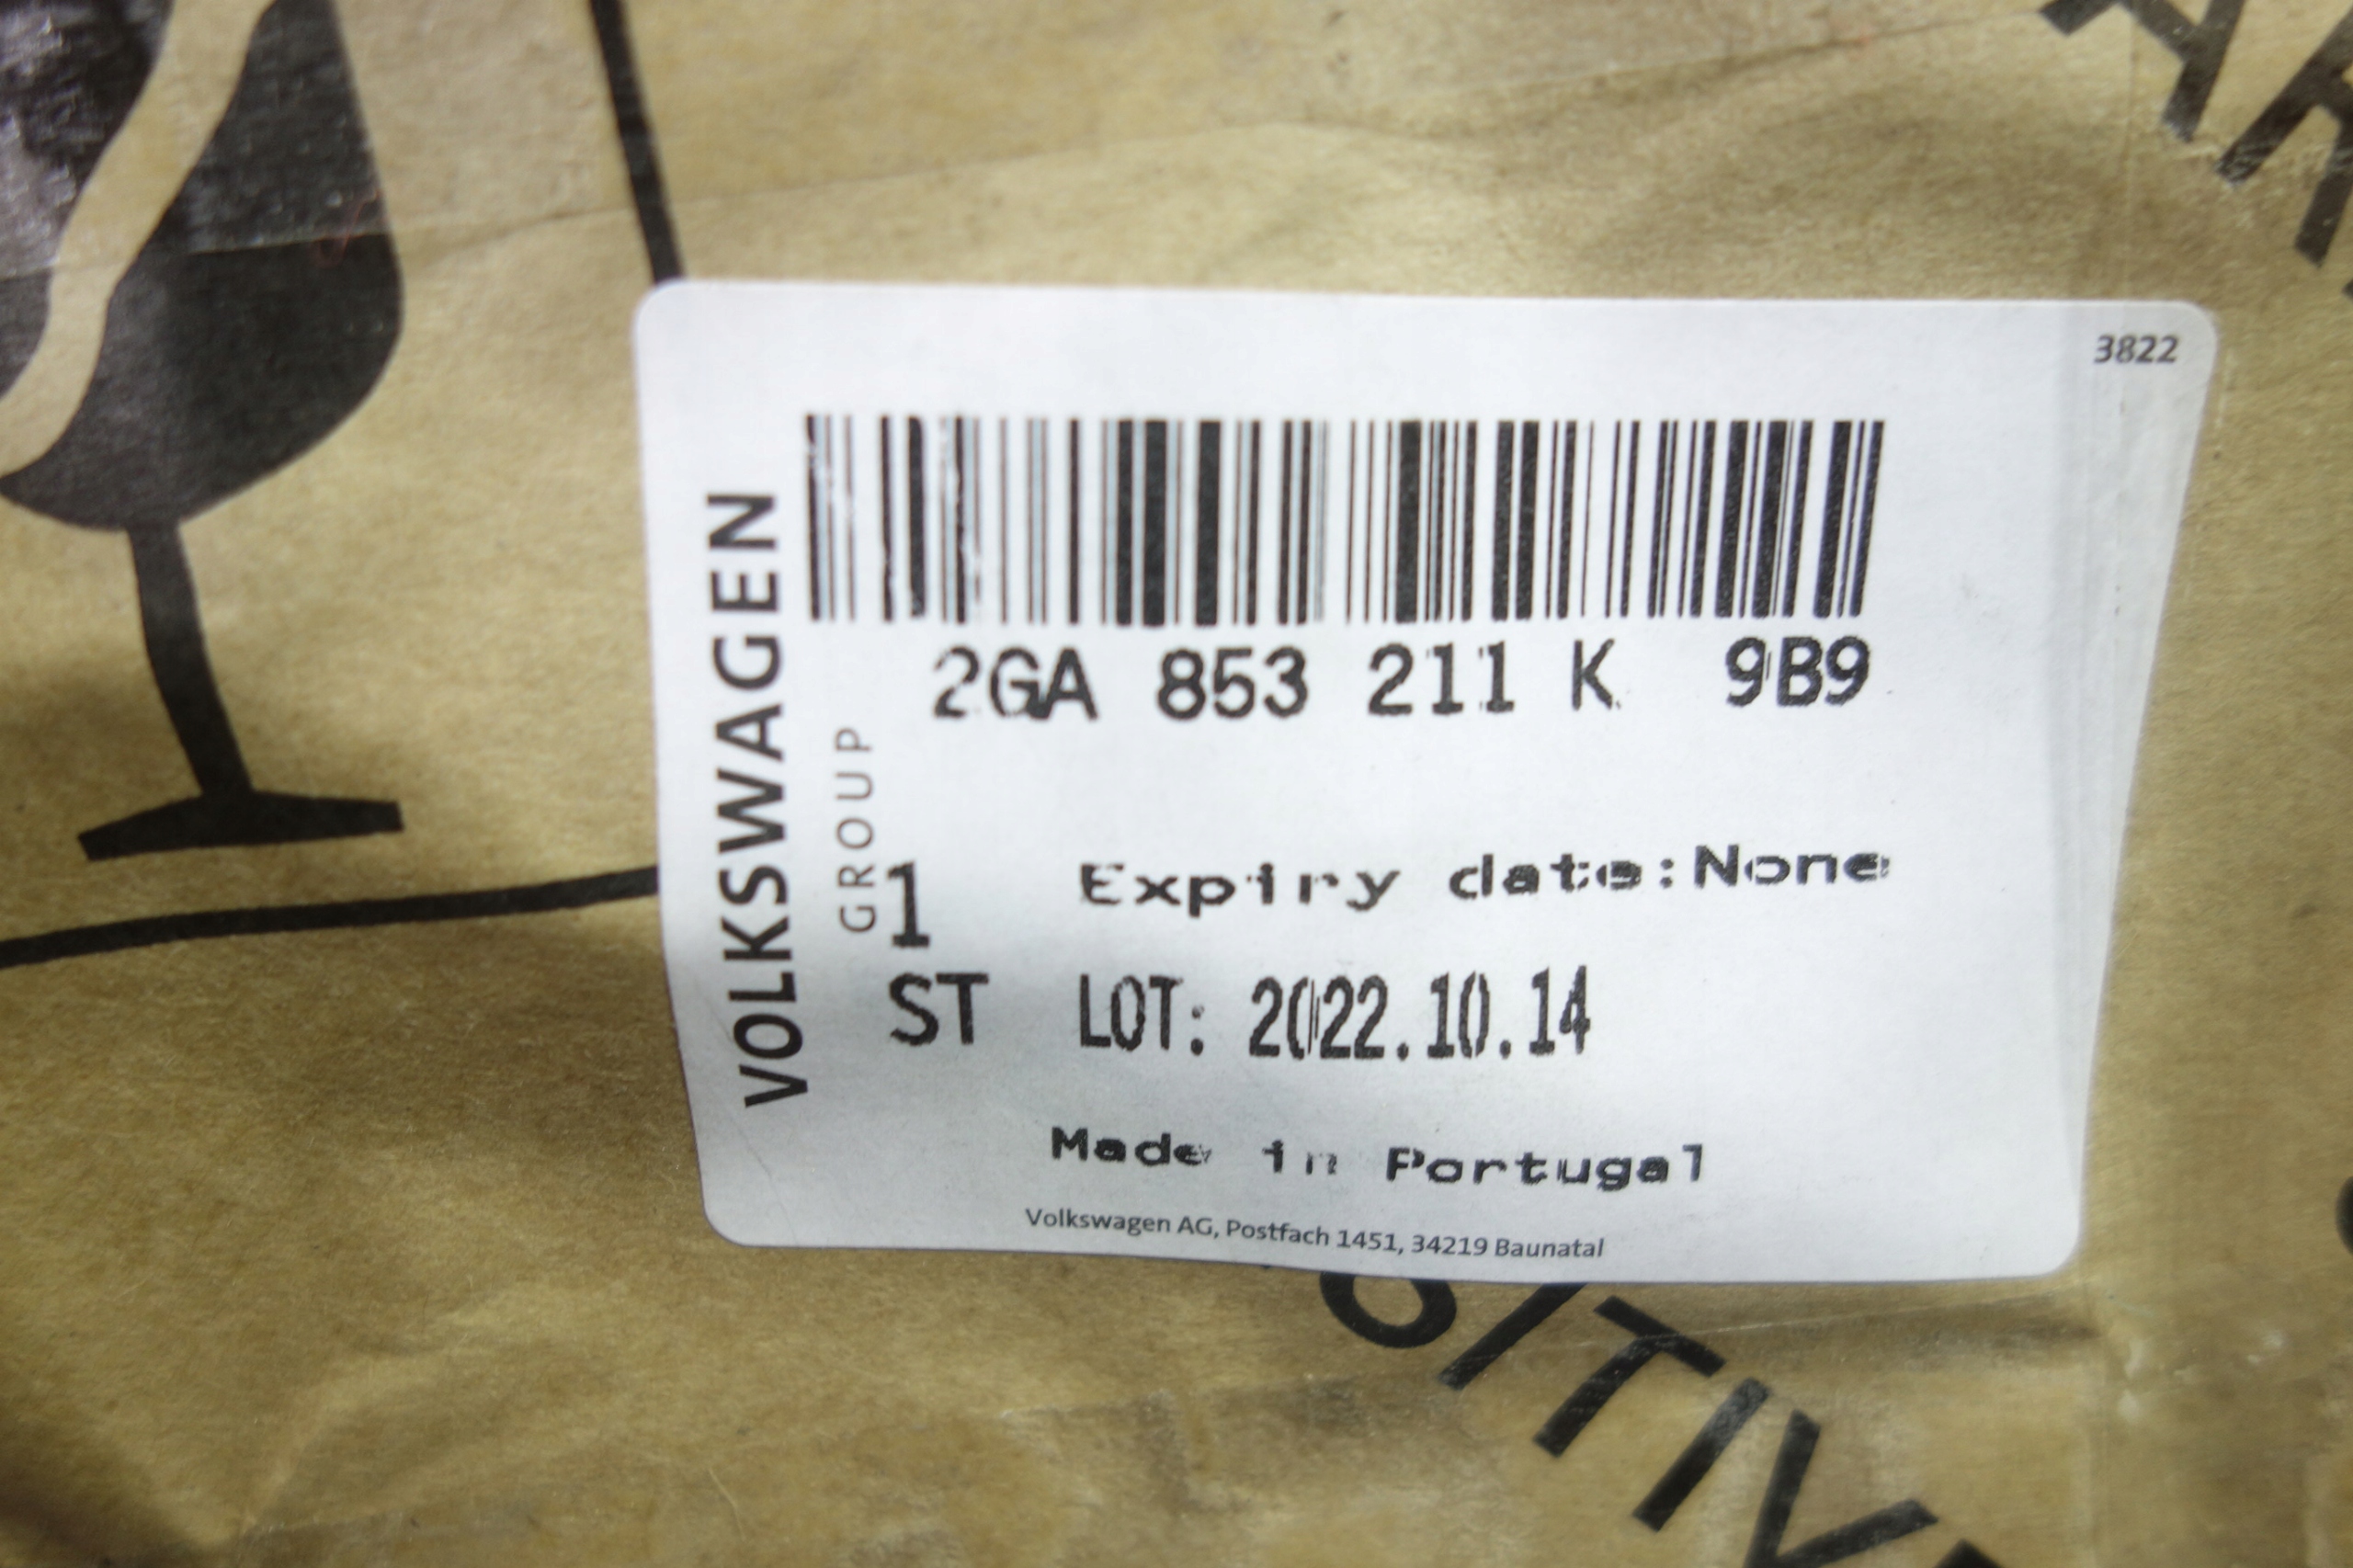 3822
VOLKSWAGEN
GROUP
2GA 853 211 K 9B9
1 Expiry date:None
ST LOT: 2022.10.14
Made in Portugal
Volkswagen AG, Postfach 1451, 34219 Baunatal